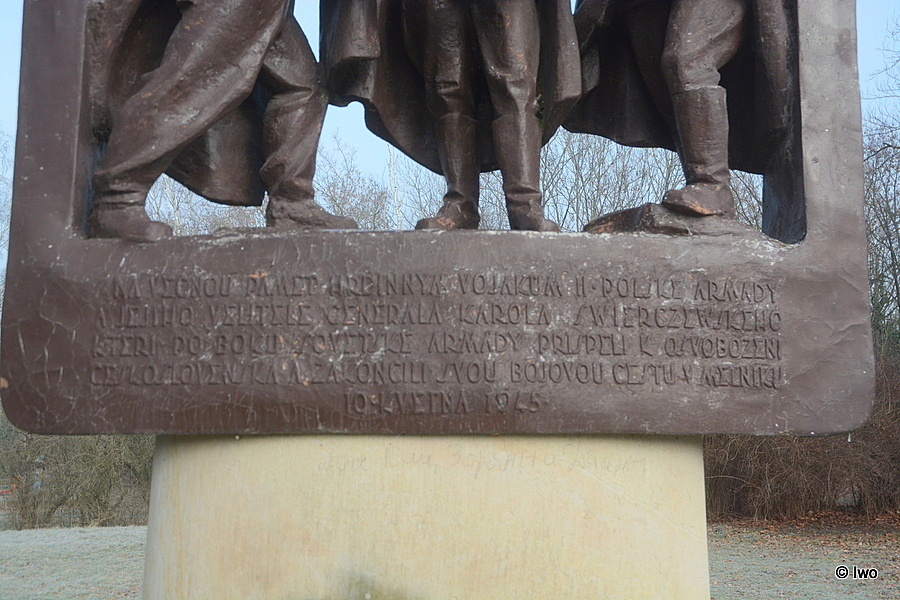 NA VĚČNOU PAMĚŤ HRDINNÝM VOJÁKŮM II. POLSKÉ ARMÁDY
A JEJÍHO VELITELE GENERÁLA KAROLA SWIERCZEWSKÉHO
KTEŘÍ PO BOKU SOVĚTSKÉ ARMÁDY PŘISPĚLI K OSVOBOZENÍ
ČESKOSLOVENSKA A ZAKONČILI SVOU BOJOVOU CESTU V MĚLNÍKU
10. KVĚTNA 1945
© Iwo